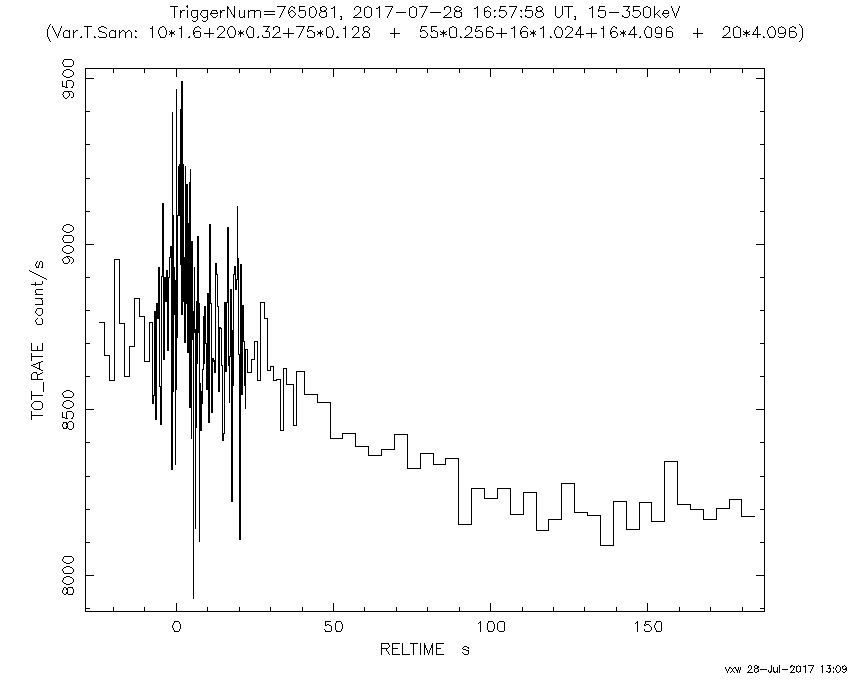 TriggerNum=765081, 2017-07-28 16:57:58 UT, 15-350keV
(Var.T.Sam: 10*1.6+20*0.32+75*0.128 + 55*0.256+16*1.024+16*4.096 + 20*4.096)
9500
9000
8500
8000
TOT_RATE count/s
0 50 100 150
RELTIME s
vxw 28-Jul-2017 13:09